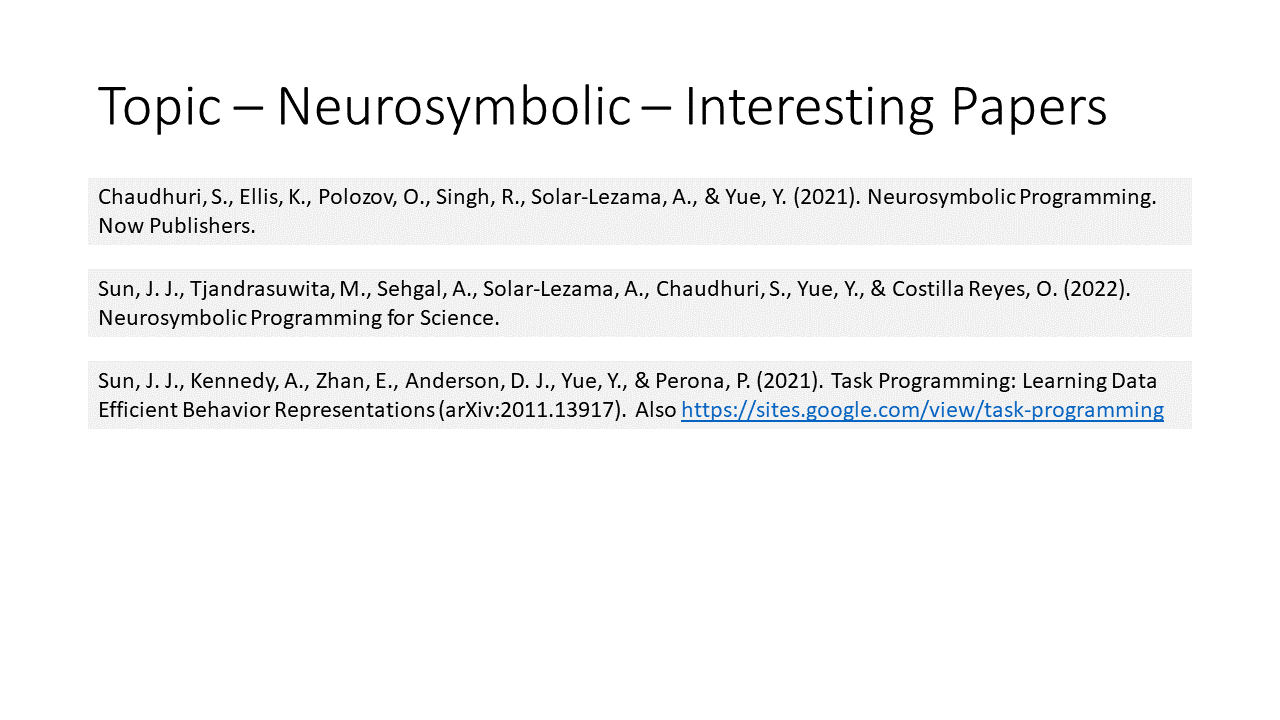 Topic – Neurosymbolic – Interesting Papers
Chaudhuri, S., Ellis, K., Polozov, O., Singh, R., Solar-Lezama, A., & Yue, Y. (2021). Neurosymbolic Programming.
Now Publishers.
Sun, J. J., Tjandrasuwita, M., Sehgal, A., Solar-Lezama, A., Chaudhuri, S., Yue, Y., & Costilla Reyes, O. (2022).
Neurosymbolic Programming for Science.
Sun, J. J., Kennedy, A., Zhan, E., Anderson, D. J., Yue, Y., & Perona, P. (2021). Task Programming: Learning Data
Efficient Behavior Representations (arXiv:2011.13917). Also https://sites.google.com/view/task-programming